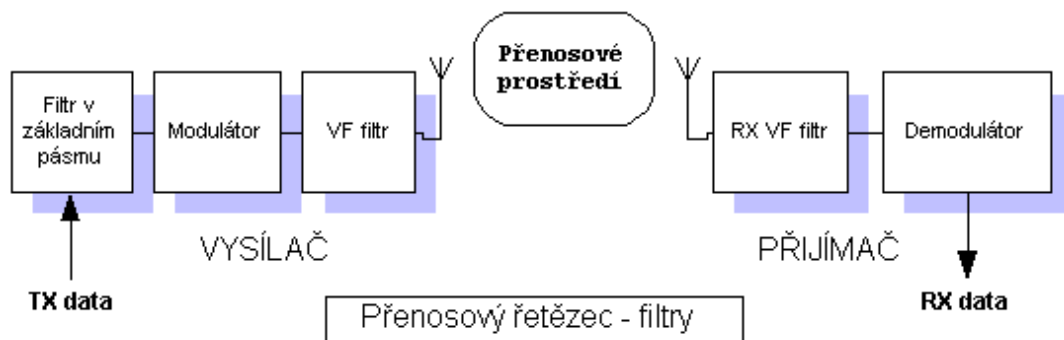 Přenosové
prostředí
Filtr v
základním
pásmu
Modulátor
VF filtr
RX VF filtr
Demodulátor
VYSÍLAČ
PŘIJÍMAČ
TX data
RX data
Přenosový řetězec - filtry